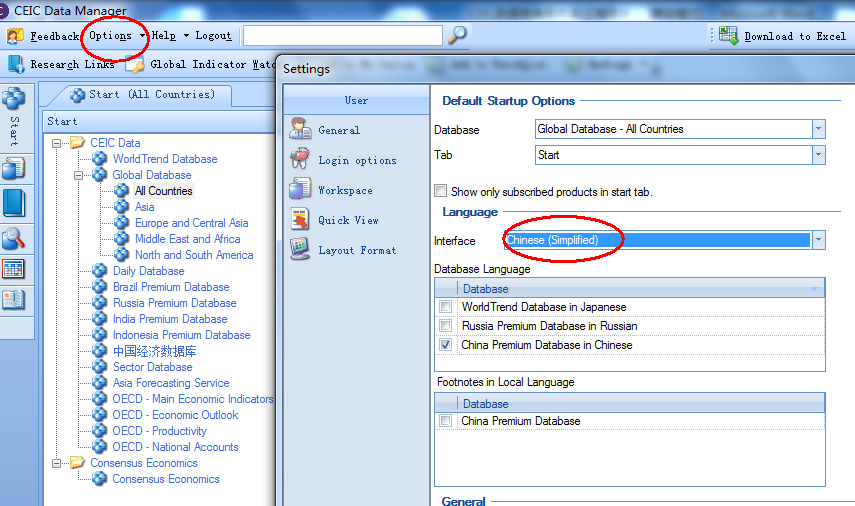 CEIC Data Manager
Feedback Options Help Logout
Download to Excel
Research Links Global Indicator Watc
Start (All Countries)
Start
Start
CEIC Data
WorldTrend Database
Global Database
All Countries
Asia
Europe and Central Asia
Middle East and Africa
North and South America
Daily Database
Brazil Premium Database
Russia Premium Database
India Premium Database
Indonesia Premium Database
中国经济数据库
Sector Database
Asia Forecasting Service
OECD - Main Economic Indicators
OECD - Economic Outlook
OECD - Productivity
OECD - National Accounts
Consensus Economics
Consensus Economics
Settings
User
General
Login options
Workspace
Quick View
Layout Format
Default Startup Options
Database Global Database - All Countries
Tab Start
Show only subscribed products in start tab.
Language
Interface Chinese (Simplified)
Database Language
Database
WorldTrend Database in Japanese
Russia Premium Database in Russian
China Premium Database in Chinese
Footnotes in Local Language
Database
China Premium Database
General